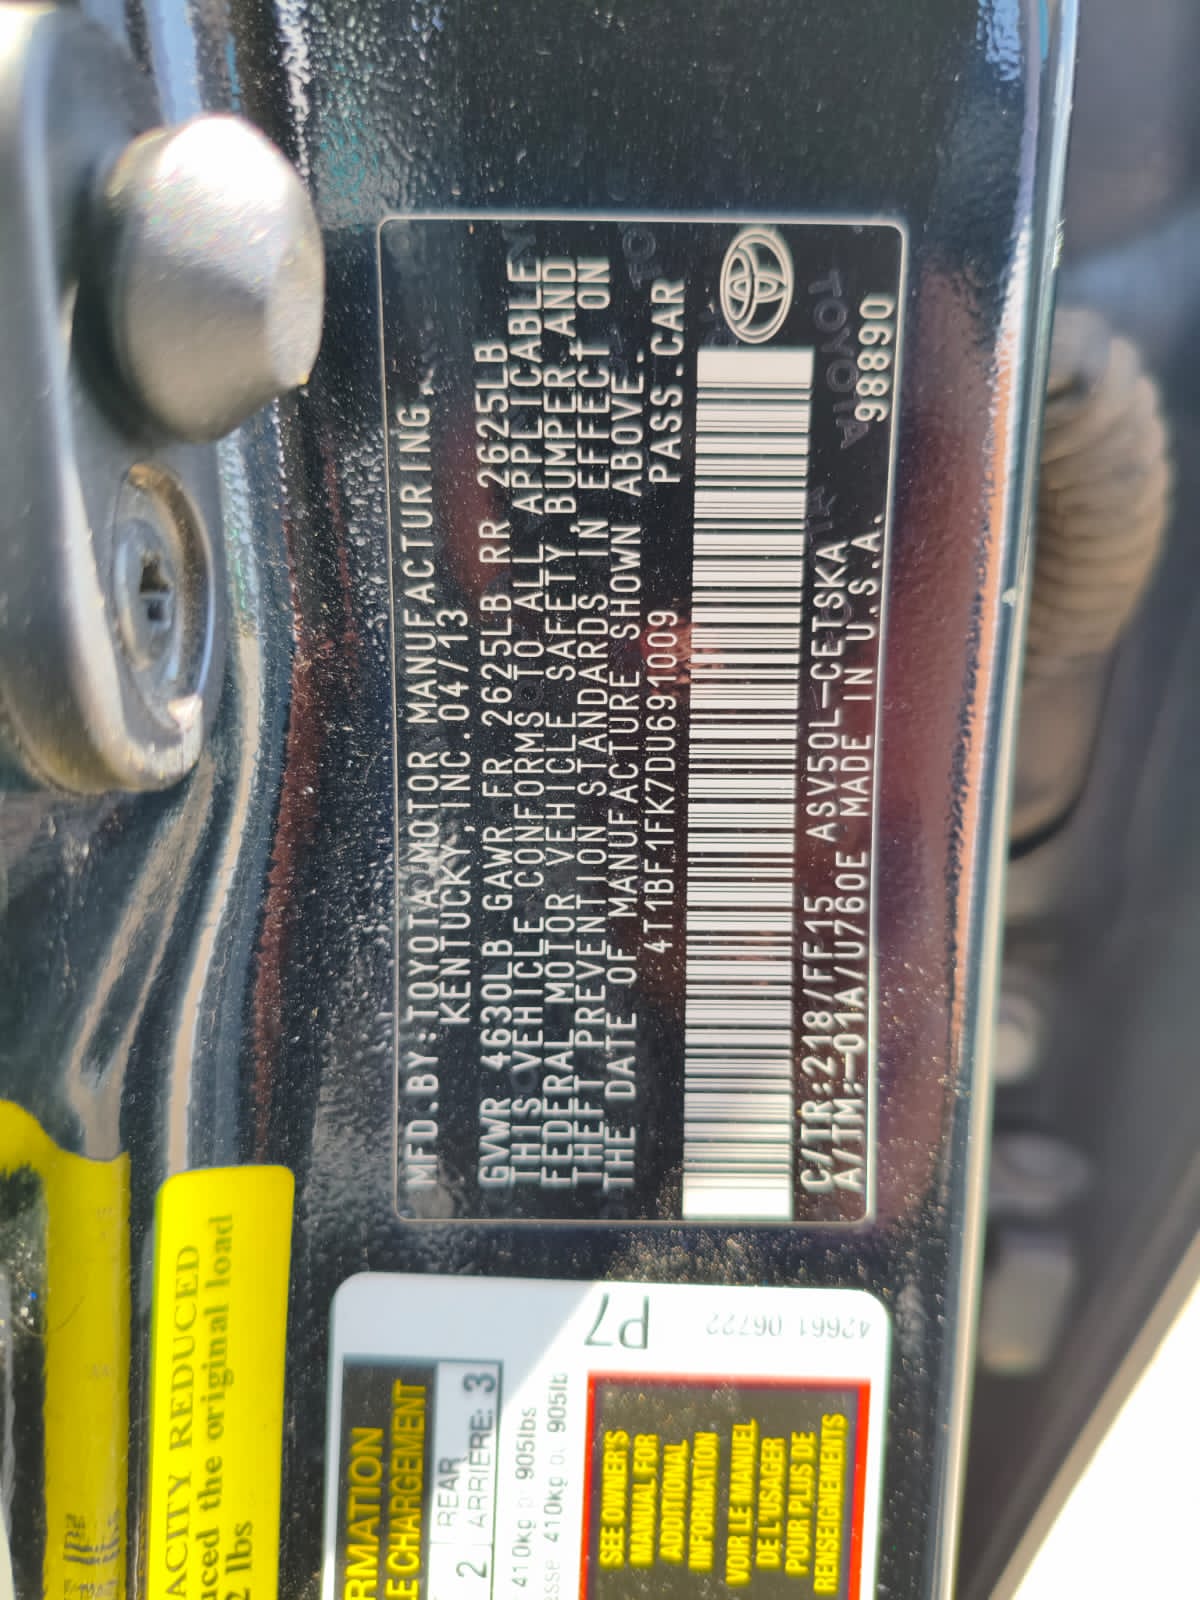 MFD.BY:TOYOTA MOTOR MANUFACTURING,
KENTUCKY, INC. 04/13
GVWR 4630LB GAWR FR 2625LB RR 2625LB
THIS VEHICLE CONFORMS TO ALL APPLICABLE
FEDERAL MOTOR VEHICLE SAFETY,BUMPER,AND
THEFT PREVENTION STANDARDS IN EFFECT ON
THE DATE OF MANUFACTURE SHOWN ABOVE.
4T1BF1FK7DU691009 PASS.CAR
C/TR:218/FF15 ASV50L-CETSKA
A/TM:-01A/U760E MADE IN U.S.A. 98890
ACITY REDUCED
uced the original load
2 lbs
RMATION
E CHARGEMENT
2 REAR
ARRIÈRE: 3
410kg 905lbs
esse 410kg 905lb
P7
42661 06722
SEE OWNER'S
MANUAL FOR
ADDITIONAL
INFORMATION
VOIR LE MANUEL
DE L'USAGER
POUR PLUS DE
RENSEIGNEMENTS